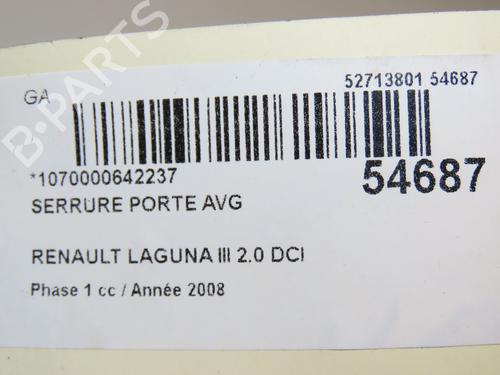 GA
52713801 54687
*1070000642237
54687
SERRURE PORTE AVG
RENAULT LAGUNA III 2.0 DCI
Phase 1 cc / Année 2008
B-PARTS